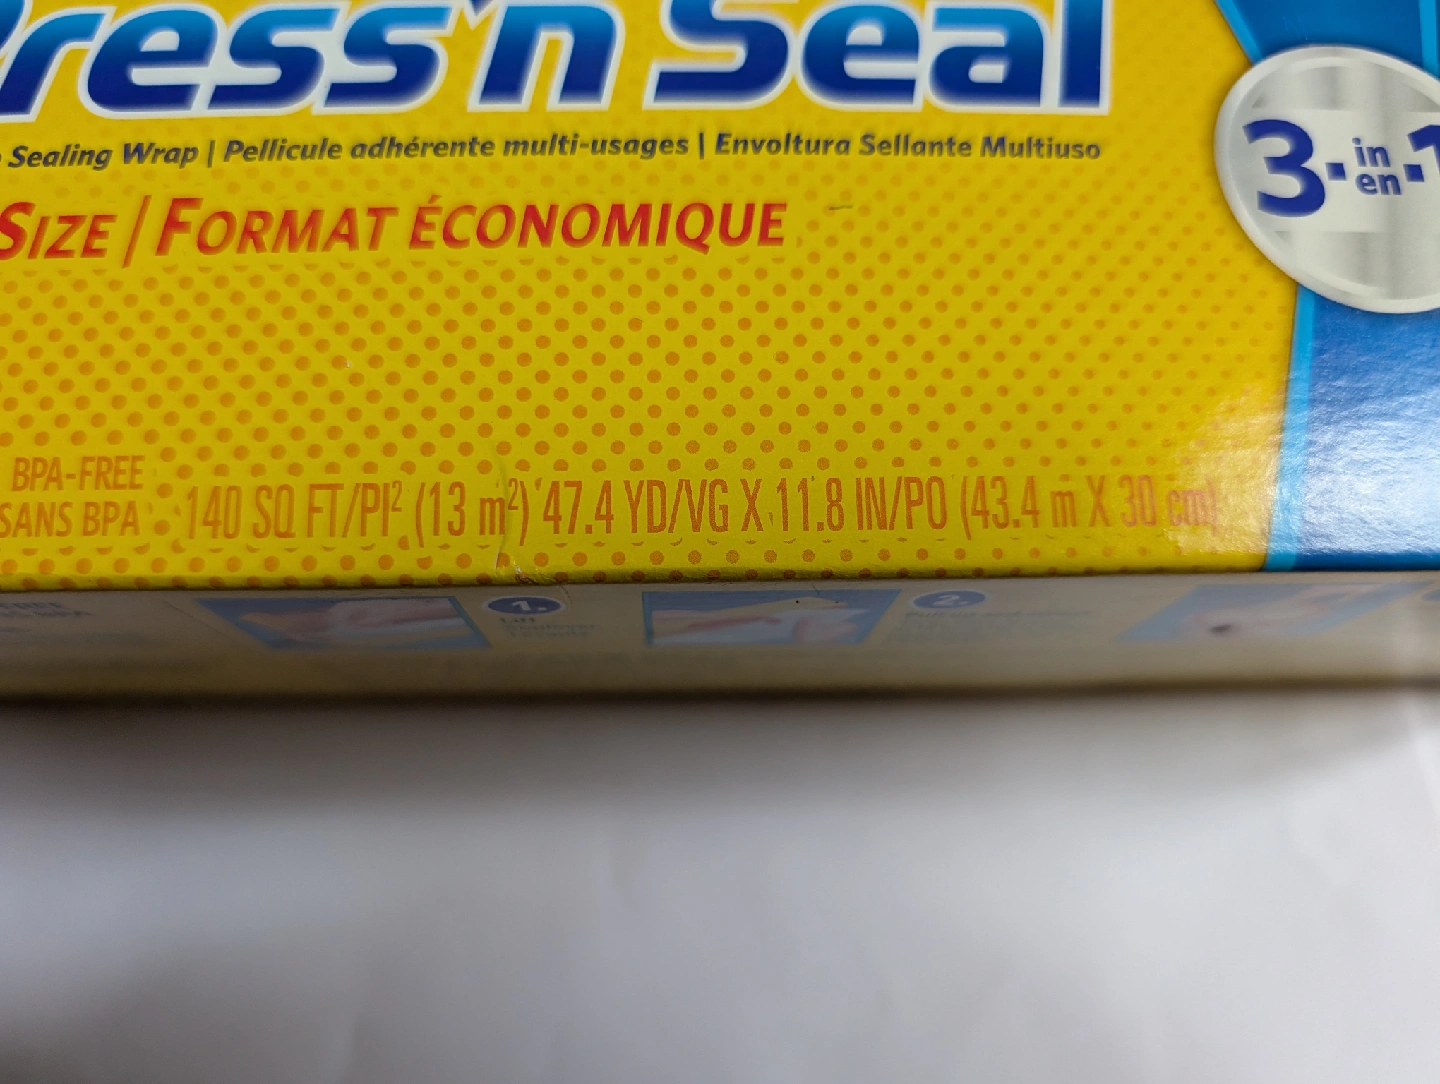 Press'n Seal
Sealing Wrap | Pellicule adhérente multi-usages | Envoltura Sellante Multiuso
SIZE / FORMAT ÉCONOMIQUE
3·in·1
en
BPA-FREE
SANS BPA
140 SQ FT/PI² (13 m²) 47.4 YD/VG X 11.8 IN/PO (43.4 m X 30 cm)
1.
2.